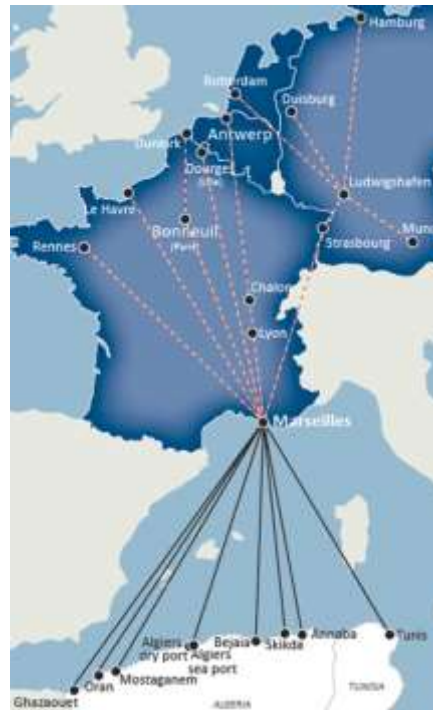 Hamburg
Rotterdam
Duisburg
Antwerp
Dunkirk
Dourges
(Lille)
Le Havre
Ludwigshafen
Bonneuil
(Paris)
Rennes
Strasbourg
Chalon
Lyon
Marseilles
Algiers
dry port
Algiers
sea port
Bejaia
Skikda
Annaba
Tunis
Mostaganem
Oran
Ghazaouet
ALGERIA
TUNISIA